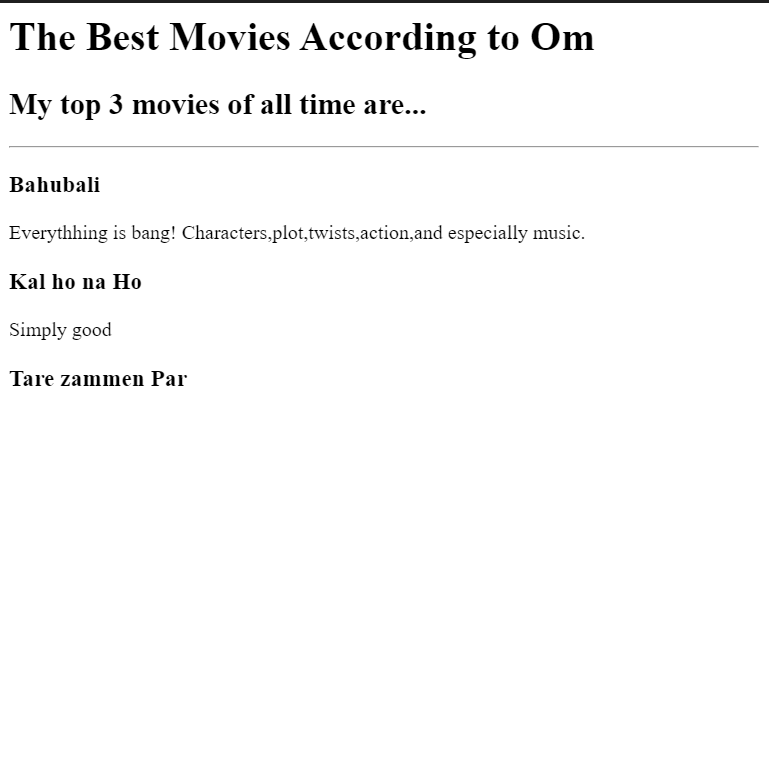 The Best Movies According to Om
My top 3 movies of all time are...
Bahubali
Everythhing is bang! Characters,plot,twists,action,and especially music.
Kal ho na Ho
Simply good
Tare zammen Par